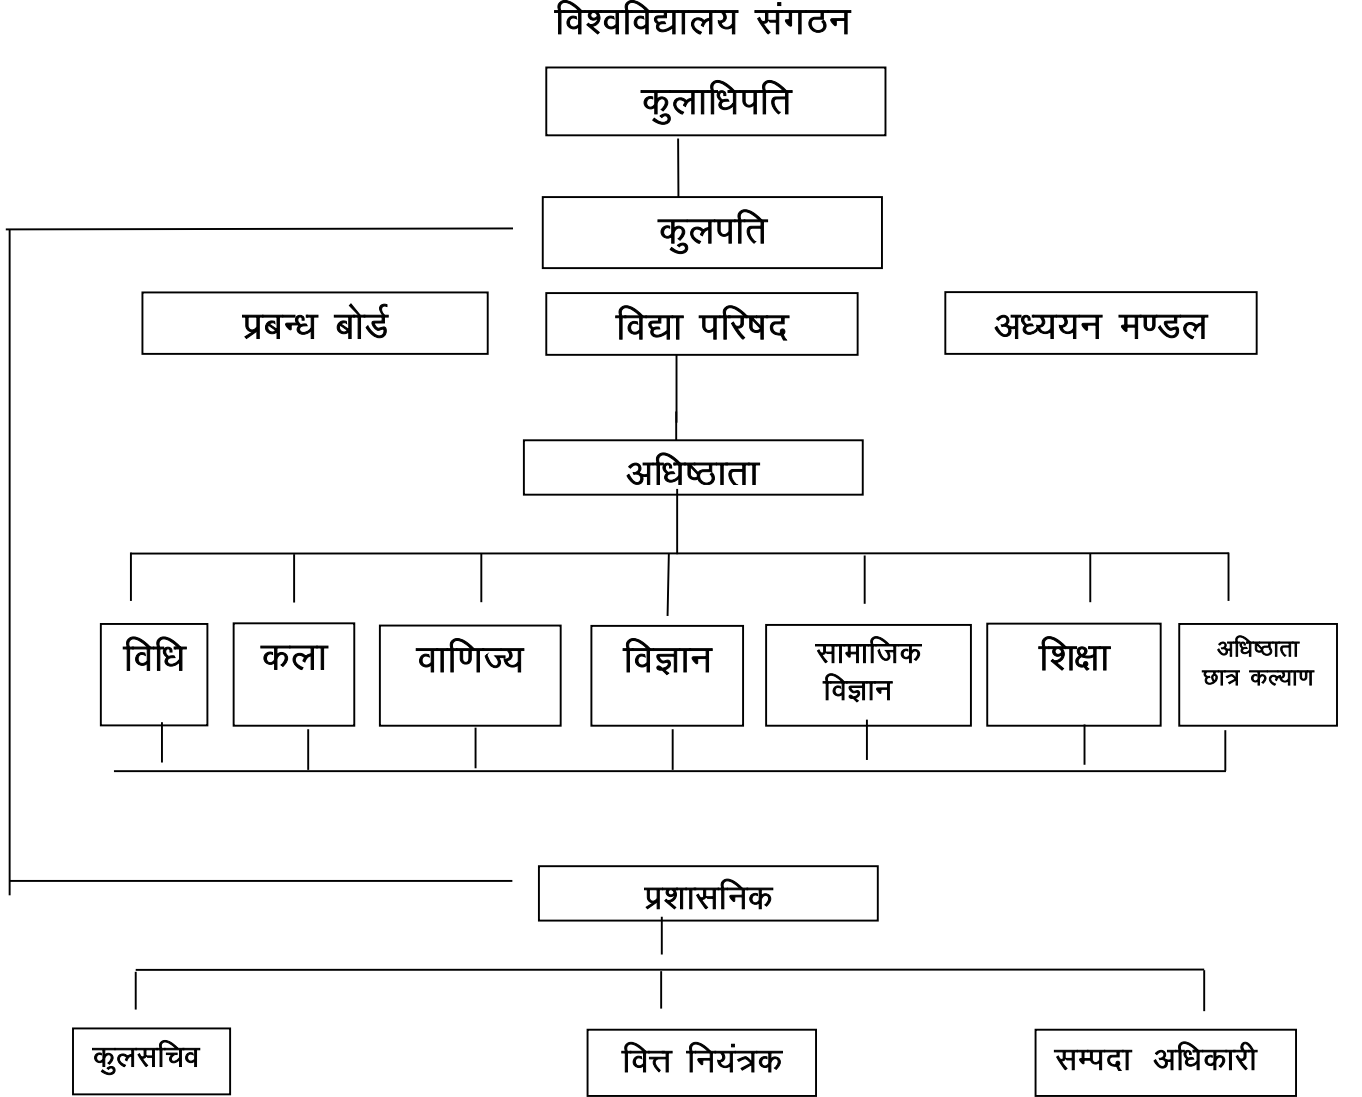 विश्वविद्यालय संगठन
कुलाधिपति
कुलपति
प्रबन्ध बोर्ड
विद्या परिषद
अध्ययन मण्डल
अधिष्ठाता
विधि
कला
वाणिज्य
विज्ञान
सामाजिक
विज्ञान
शिक्षा
अधिष्ठाता
छात्र कल्याण
प्रशासनिक
कुलसचिव
वित्त नियंत्रक
सम्पदा अधिकारी